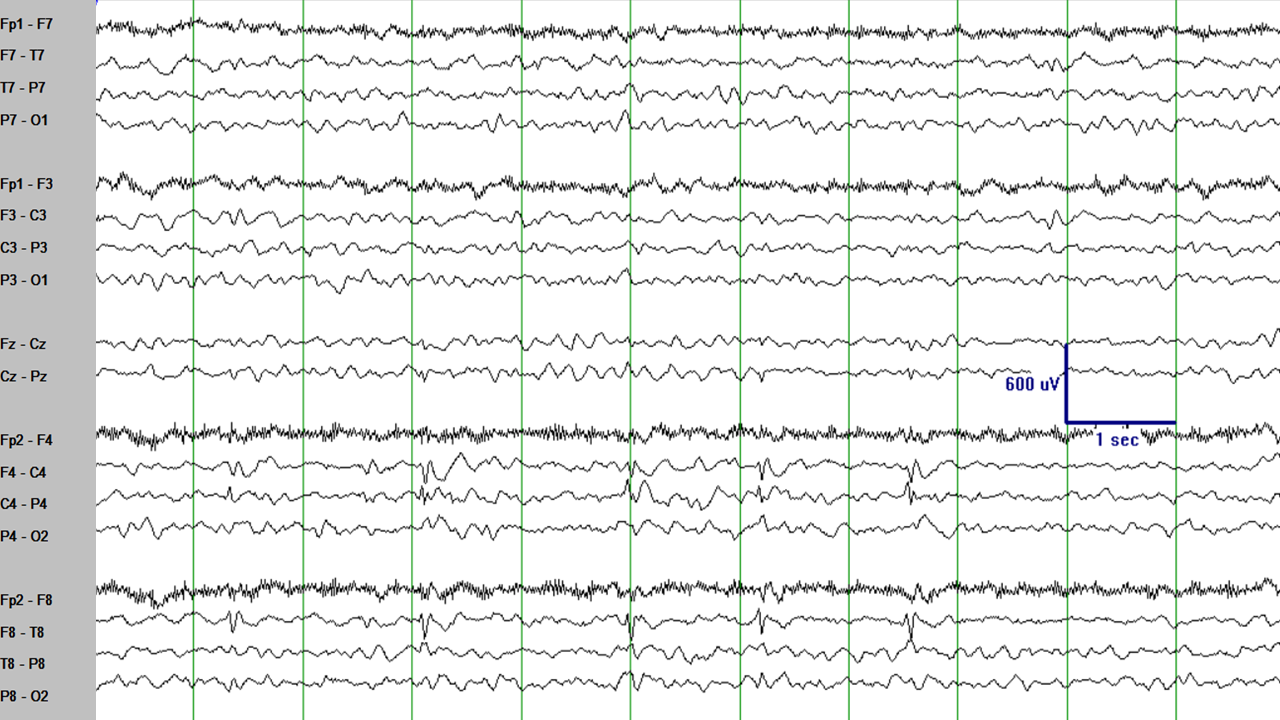 Fp1 - F7
F7 - T7
T7 - P7
P7 - O1
Fp1 - F3
F3 - C3
C3 - P3
P3 - O1
Fz - Cz
Cz - Pz
600 uV
Fp2 - F4
1 sec
F4 - C4
C4 - P4
P4 - O2
Fp2 - F8
F8 - T8
T8 - P8
P8 - O2